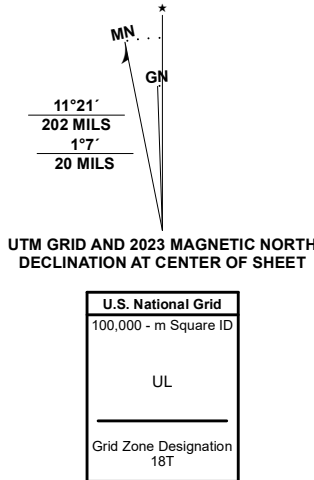 ★
MN
GN
11°21´
202 MILS
1°7´
20 MILS
UTM GRID AND 2023 MAGNETIC NORTH
DECLINATION AT CENTER OF SHEET
U.S. National Grid
100,000 - m Square ID
UL
Grid Zone Designation
18T